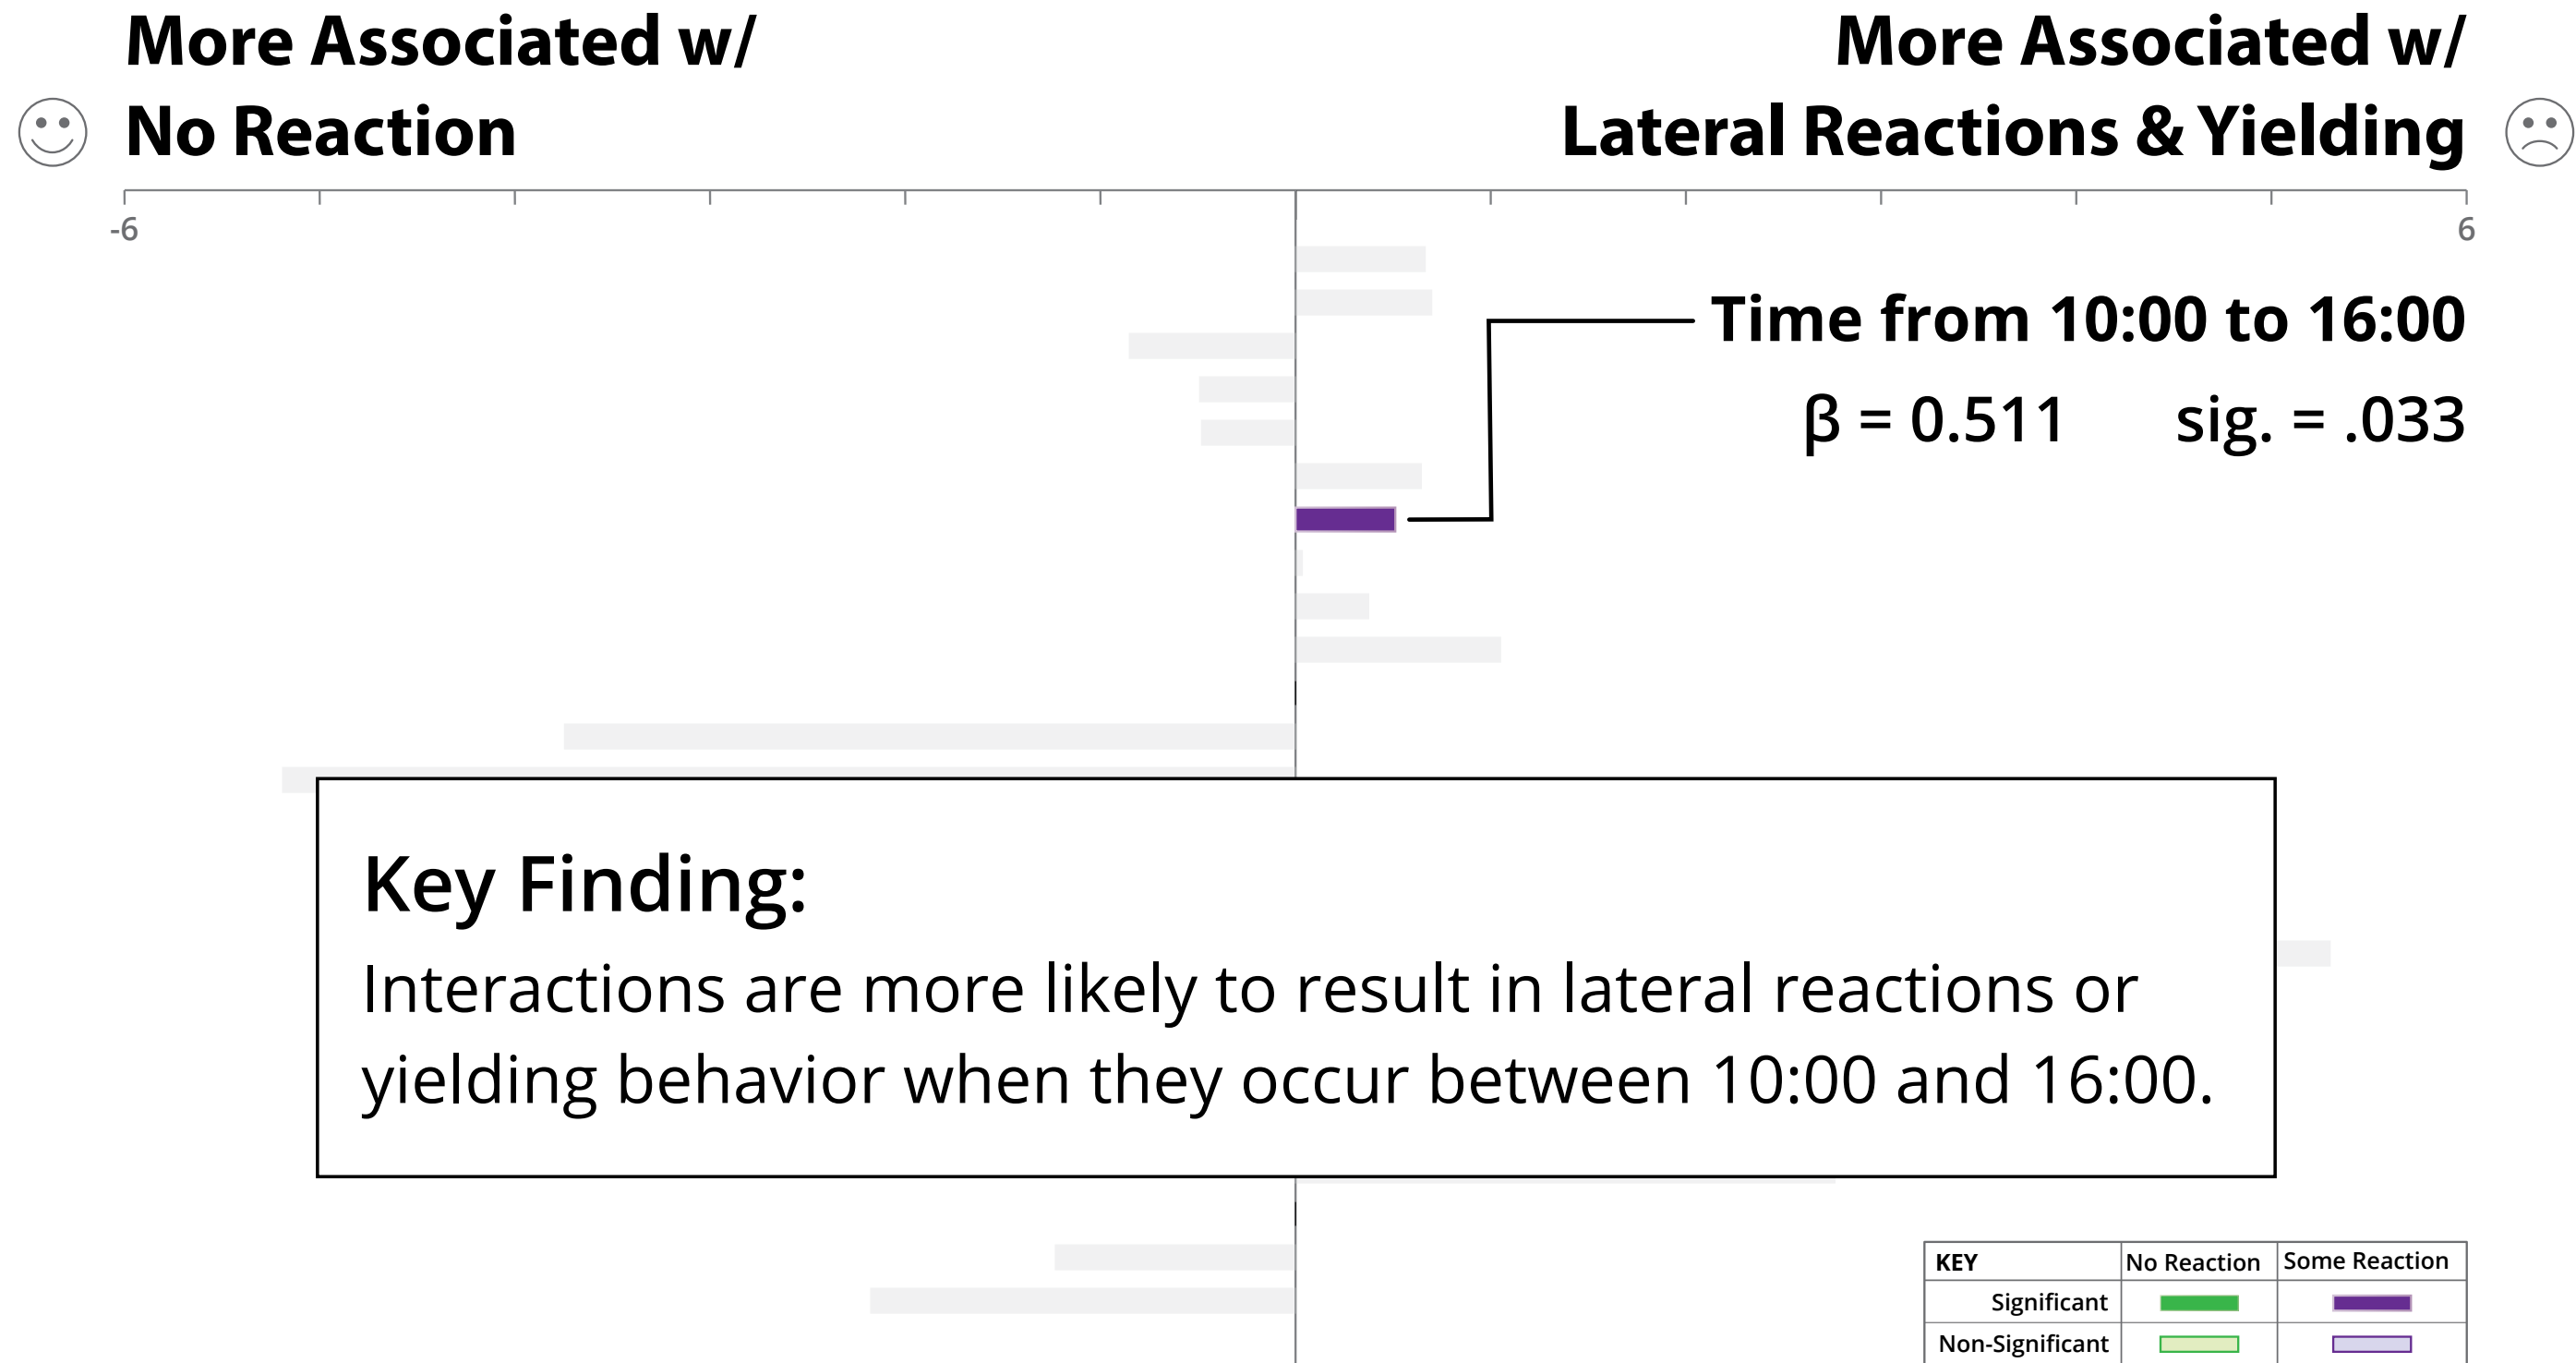 More Associated w/
No Reaction
More Associated w/
Lateral Reactions & Yielding
-6
6
Time from 10:00 to 16:00
β = 0.511 sig. = .033
Key Finding:
Interactions are more likely to result in lateral reactions or
yielding behavior when they occur between 10:00 and 16:00.
KEY No Reaction Some Reaction
Significant
Non-Significant